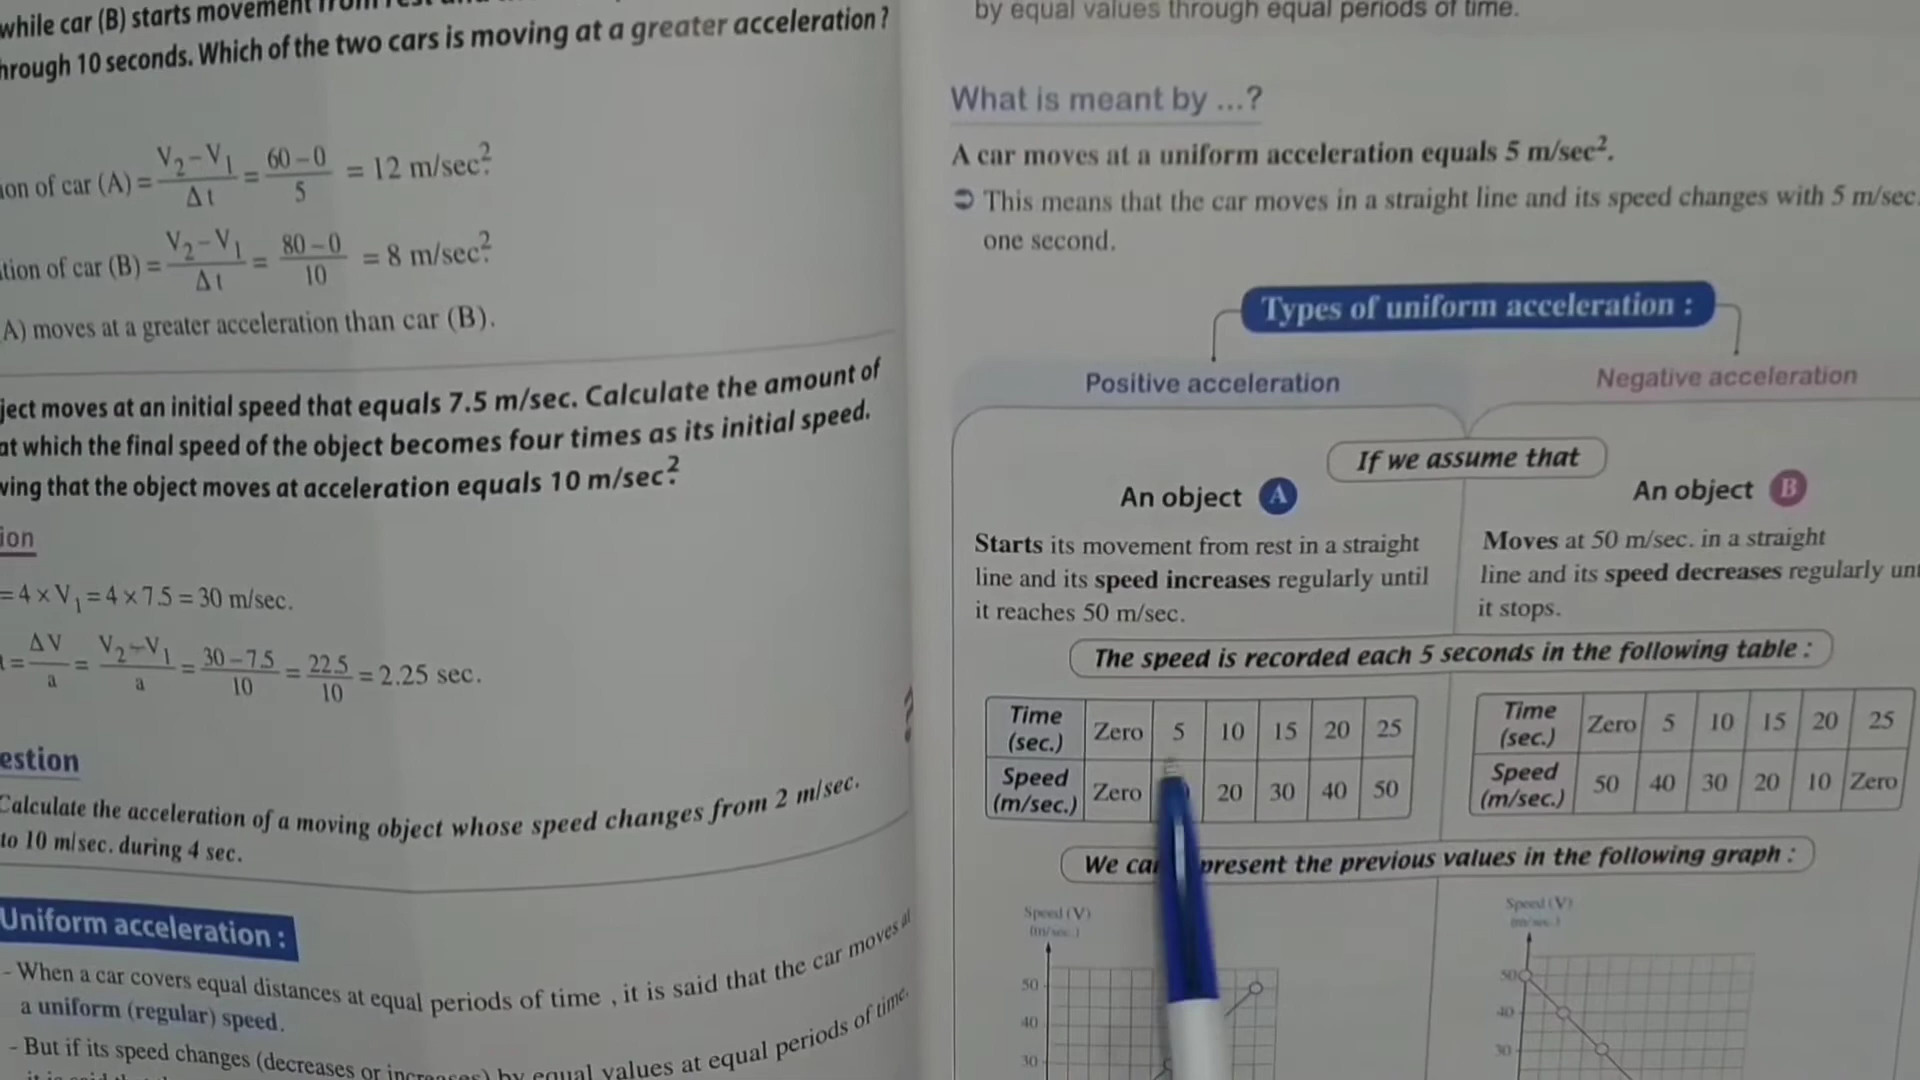 while car (B) starts movement from rest and
hrough 10 seconds. Which of the two cars is moving at a greater acceleration ?
ion of car (A) = V2 – V1 / Δt = 60 – 0 / 5 = 12 m/sec².
tion of car (B) = V2 – V1 / Δt = 80 – 0 / 10 = 8 m/sec².
A) moves at a greater acceleration than car (B).
ject moves at an initial speed that equals 7.5 m/sec. Calculate the amount of
at which the final speed of the object becomes four times as its initial speed.
wing that the object moves at acceleration equals 10 m/sec².
ion
= 4 × V1 = 4 × 7.5 = 30 m/sec.
t = ΔV / a = V2 – V1 / a = 30 – 7.5 / 10 = 22.5 / 10 = 2.25 sec.
estion
Calculate the acceleration of a moving object whose speed changes from 2 m/sec.
to 10 m/sec. during 4 sec.
Uniform acceleration :
- When a car covers equal distances at equal periods of time , it is said that the car moves at
a uniform (regular) speed.
- But if its speed changes (decreases or increases) by equal values at equal periods of time,
by equal values through equal periods of time.
What is meant by ...?
A car moves at a uniform acceleration equals 5 m/sec².
This means that the car moves in a straight line and its speed changes with 5 m/sec.
one second.
Types of uniform acceleration :
Positive acceleration
Negative acceleration
If we assume that
An object A
An object B
Starts its movement from rest in a straight
line and its speed increases regularly until
it reaches 50 m/sec.
Moves at 50 m/sec. in a straight
line and its speed decreases regularly unt
it stops.
The speed is recorded each 5 seconds in the following table :
Time (sec.) Zero 5 10 15 20 25
Speed (m/sec.) Zero 20 30 40 50
Time (sec.) Zero 5 10 15 20 25
Speed (m/sec.) 50 40 30 20 10 Zero
We can present the previous values in the following graph :
Speed (V)
(m/sec.)
50
40
30
Speed (V)
(m/sec.)
50
40
30